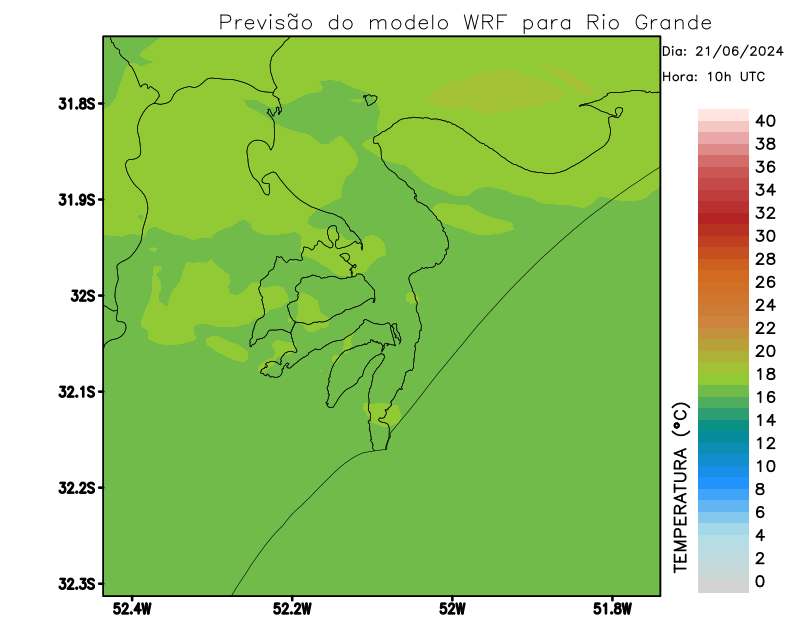 Previsão do modelo WRF para Rio Grande
Dia: 21/06/2024
Hora: 10h UTC
31.8S
31.9S
32S
32.1S
32.2S
32.3S
52.4W
52.2W
52W
51.8W
TEMPERATURA (°C)
40
38
36
34
32
30
28
26
24
22
20
18
16
14
12
10
8
6
4
2
0